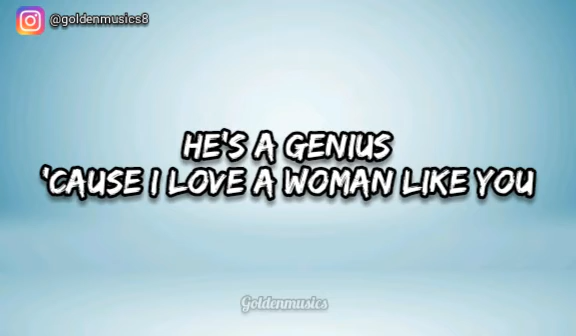 @goldenmusics8
HE'S A GENIUS
'CAUSE I LOVE A WOMAN LIKE YOU
Goldenmusics